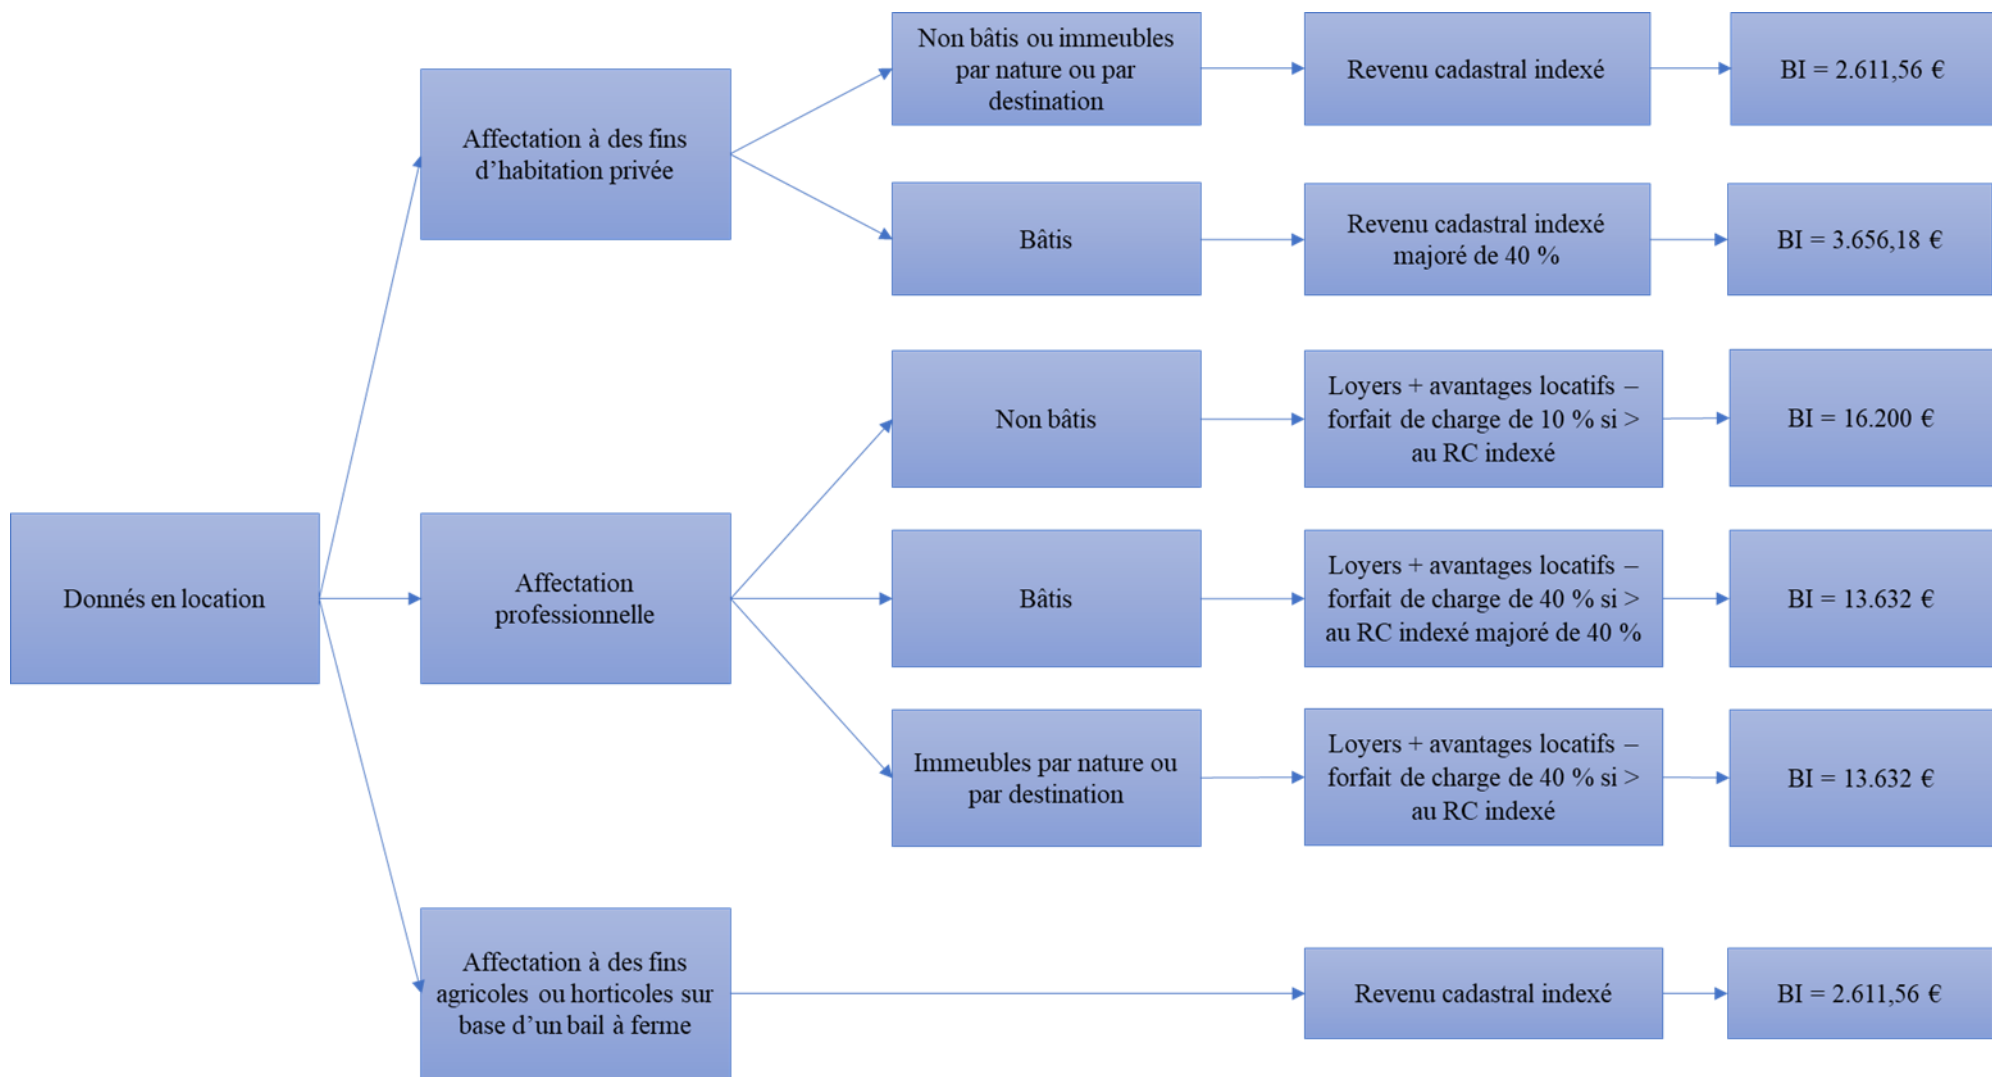 Donnés en location
Affectation à des fins
d’habitation privée
Non bâtis ou immeubles
par nature ou par
destination
Revenu cadastral indexé
BI = 2.611,56 €
Bâtis
Revenu cadastral indexé
majoré de 40 %
BI = 3.656,18 €
Affectation
professionnelle
Non bâtis
Loyers + avantages locatifs –
forfait de charge de 10 % si >
au RC indexé
BI = 16.200 €
Bâtis
Loyers + avantages locatifs –
forfait de charge de 40 % si >
au RC indexé majoré de 40 %
BI = 13.632 €
Immeubles par nature ou
par destination
Loyers + avantages locatifs –
forfait de charge de 40 % si >
au RC indexé
BI = 13.632 €
Affectation à des fins
agricoles ou horticoles sur
base d’un bail à ferme
Revenu cadastral indexé
BI = 2.611,56 €